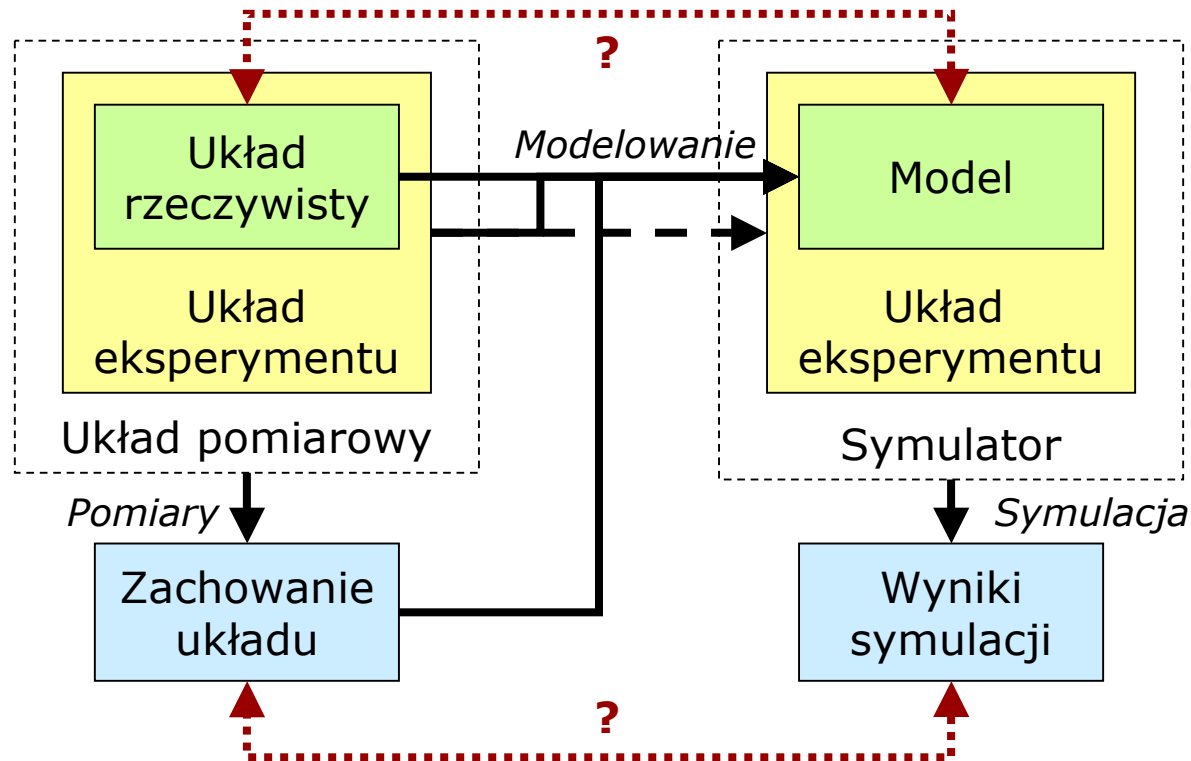 ?
Układ
rzeczywisty
Modelowanie
Model
Układ
eksperymentu
Układ
eksperymentu
Układ pomiarowy
Symulator
Pomiary
Symulacja
Zachowanie
układu
Wyniki
symulacji
?